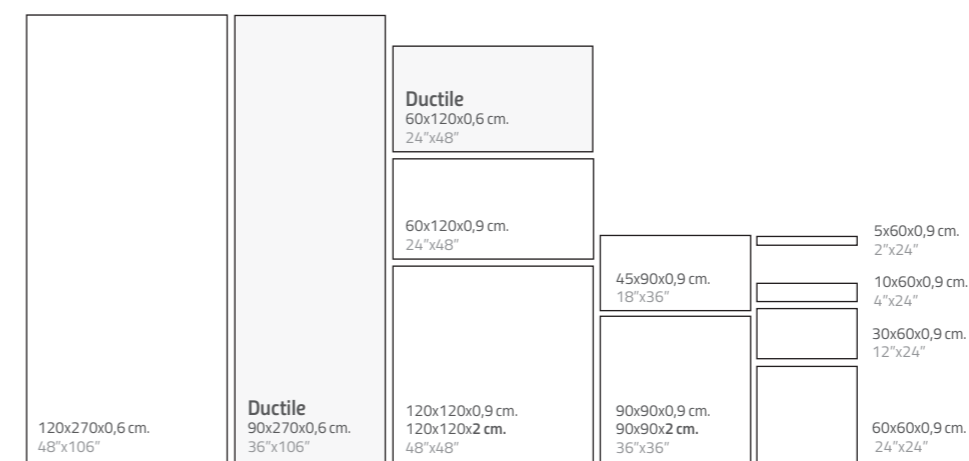 120x270x0,6 cm.
48”x106”
Ductile
90x270x0,6 cm.
36”x106”
Ductile
60x120x0,6 cm.
24”x48”
60x120x0,9 cm.
24”x48”
120x120x0,9 cm.
120x120x2 cm.
48”x48”
45x90x0,9 cm.
18”x36”
90x90x0,9 cm.
90x90x2 cm.
36”x36”
5x60x0,9 cm.
2”x24”
10x60x0,9 cm.
4”x24”
30x60x0,9 cm.
12”x24”
60x60x0,9 cm.
24”x24”